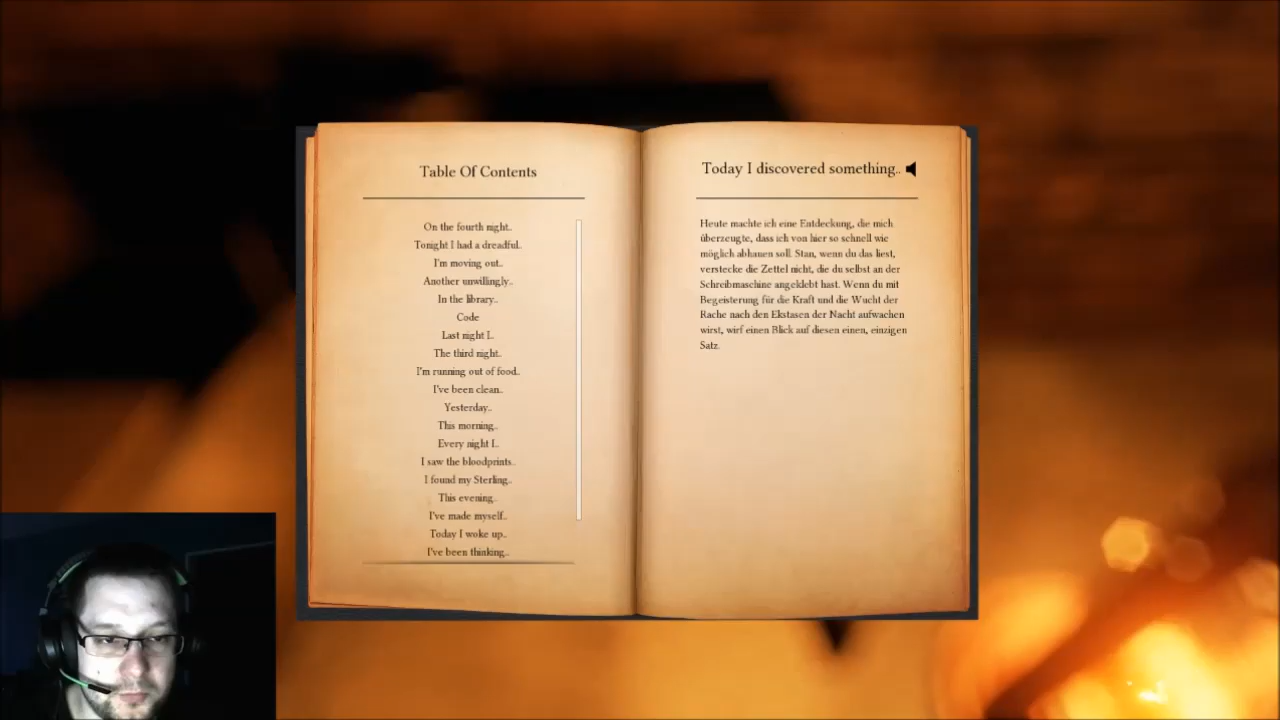 Table Of Contents
On the fourth night..
Tonight I had a dreadful..
I'm moving out..
Another unwillingly..
In the library..
Code
Last night I..
The third night..
I'm running out of food..
I've been clean..
Yesterday..
This morning..
Every night I..
I saw the bloodprints..
I found my Sterling..
This evening..
I've made myself..
Today I woke up..
I've been thinking..
Today I discovered something..
Heute machte ich eine Entdeckung, die mich
überzeugte, dass ich von hier so schnell wie
möglich abhauen soll. Stan, wenn du das liest,
verstecke die Zettel nicht, die du selbst an der
Schreibmaschine angeklebt hast. Wenn du mit
Begeisterung für die Kraft und die Wucht der
Rache nach den Ekstasen der Nacht aufwachen
wirst, wirf einen Blick auf diesen einen, einzigen
Satz.